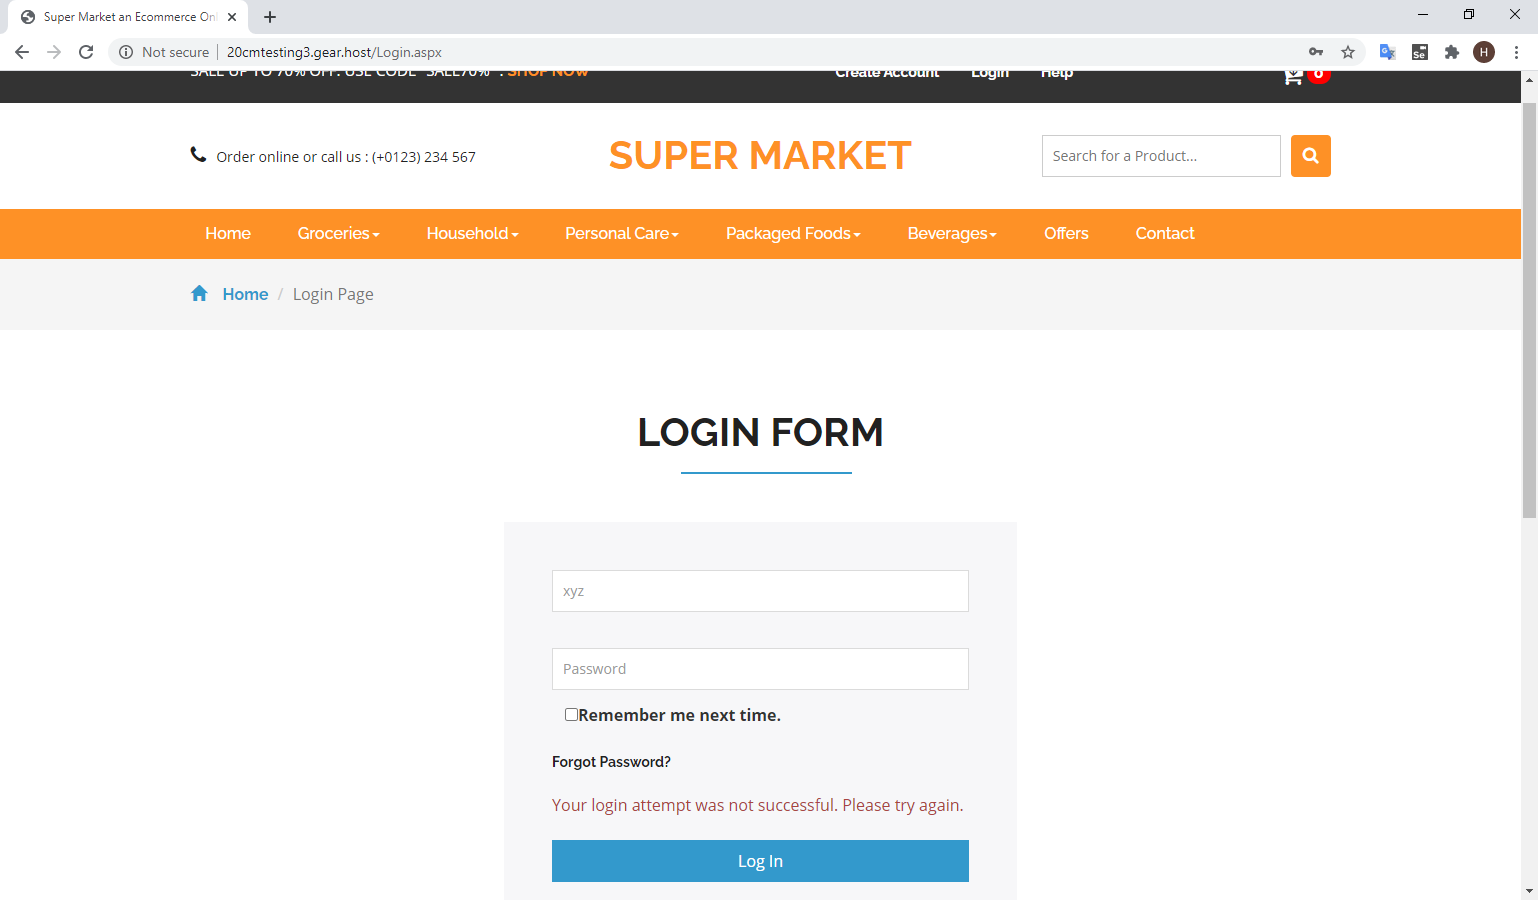 Super Market an Ecommerce Onl
Not secure
20cmtesting3.gear.host/Login.aspx
Se
H
SALE UP TO 70% OFF. USE CODE "SALE70%" : SHOP NOW
Create Account
Login
Help
0
Order online or call us : (+0123) 234 567
SUPER MARKET
Search for a Product...
Home
Groceries
Household
Personal Care
Packaged Foods
Beverages
Offers
Contact
Home / Login Page
LOGIN FORM
xyz
Password
Remember me next time.
Forgot Password?
Your login attempt was not successful. Please try again.
Log In